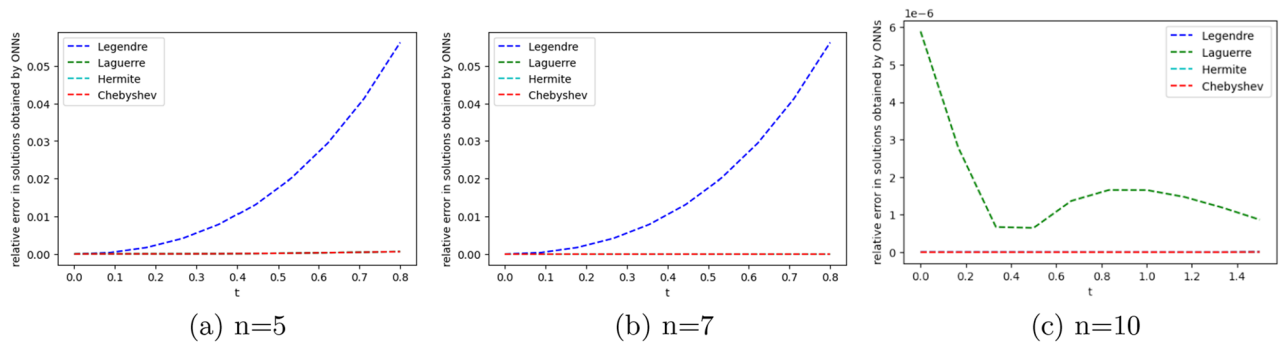 relative error in solutions obtained by ONNs
Legendre
Laguerre
Hermite
Chebyshev
0.05
0.04
0.03
0.02
0.01
0.00
0.0 0.1 0.2 0.3 0.4 0.5 0.6 0.7 0.8
t
(a) n=5
relative error in solutions obtained by ONNs
Legendre
Laguerre
Hermite
Chebyshev
0.05
0.04
0.03
0.02
0.01
0.00
0.0 0.1 0.2 0.3 0.4 0.5 0.6 0.7 0.8
t
(b) n=7
1e−6
relative error in solutions obtained by ONNs
Legendre
Laguerre
Hermite
Chebyshev
6
5
4
3
2
1
0
0.0 0.2 0.4 0.6 0.8 1.0 1.2 1.4
t
(c) n=10